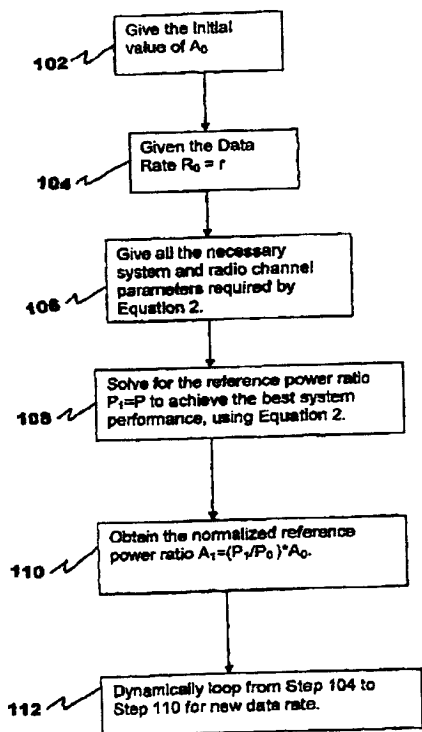 Give the Initial
value of A₀
102
Given the Data
Rate R₀ = r
104
Give all the necessary
system and radio channel
parameters required by
Equation 2.
106
Solve for the reference power ratio
P₁=P to achieve the best system
performance, using Equation 2.
108
Obtain the normalized reference
power ratio A₁=(P₁/P₀)*A₀.
110
Dynamically loop from Step 104 to
Step 110 for new data rate.
112